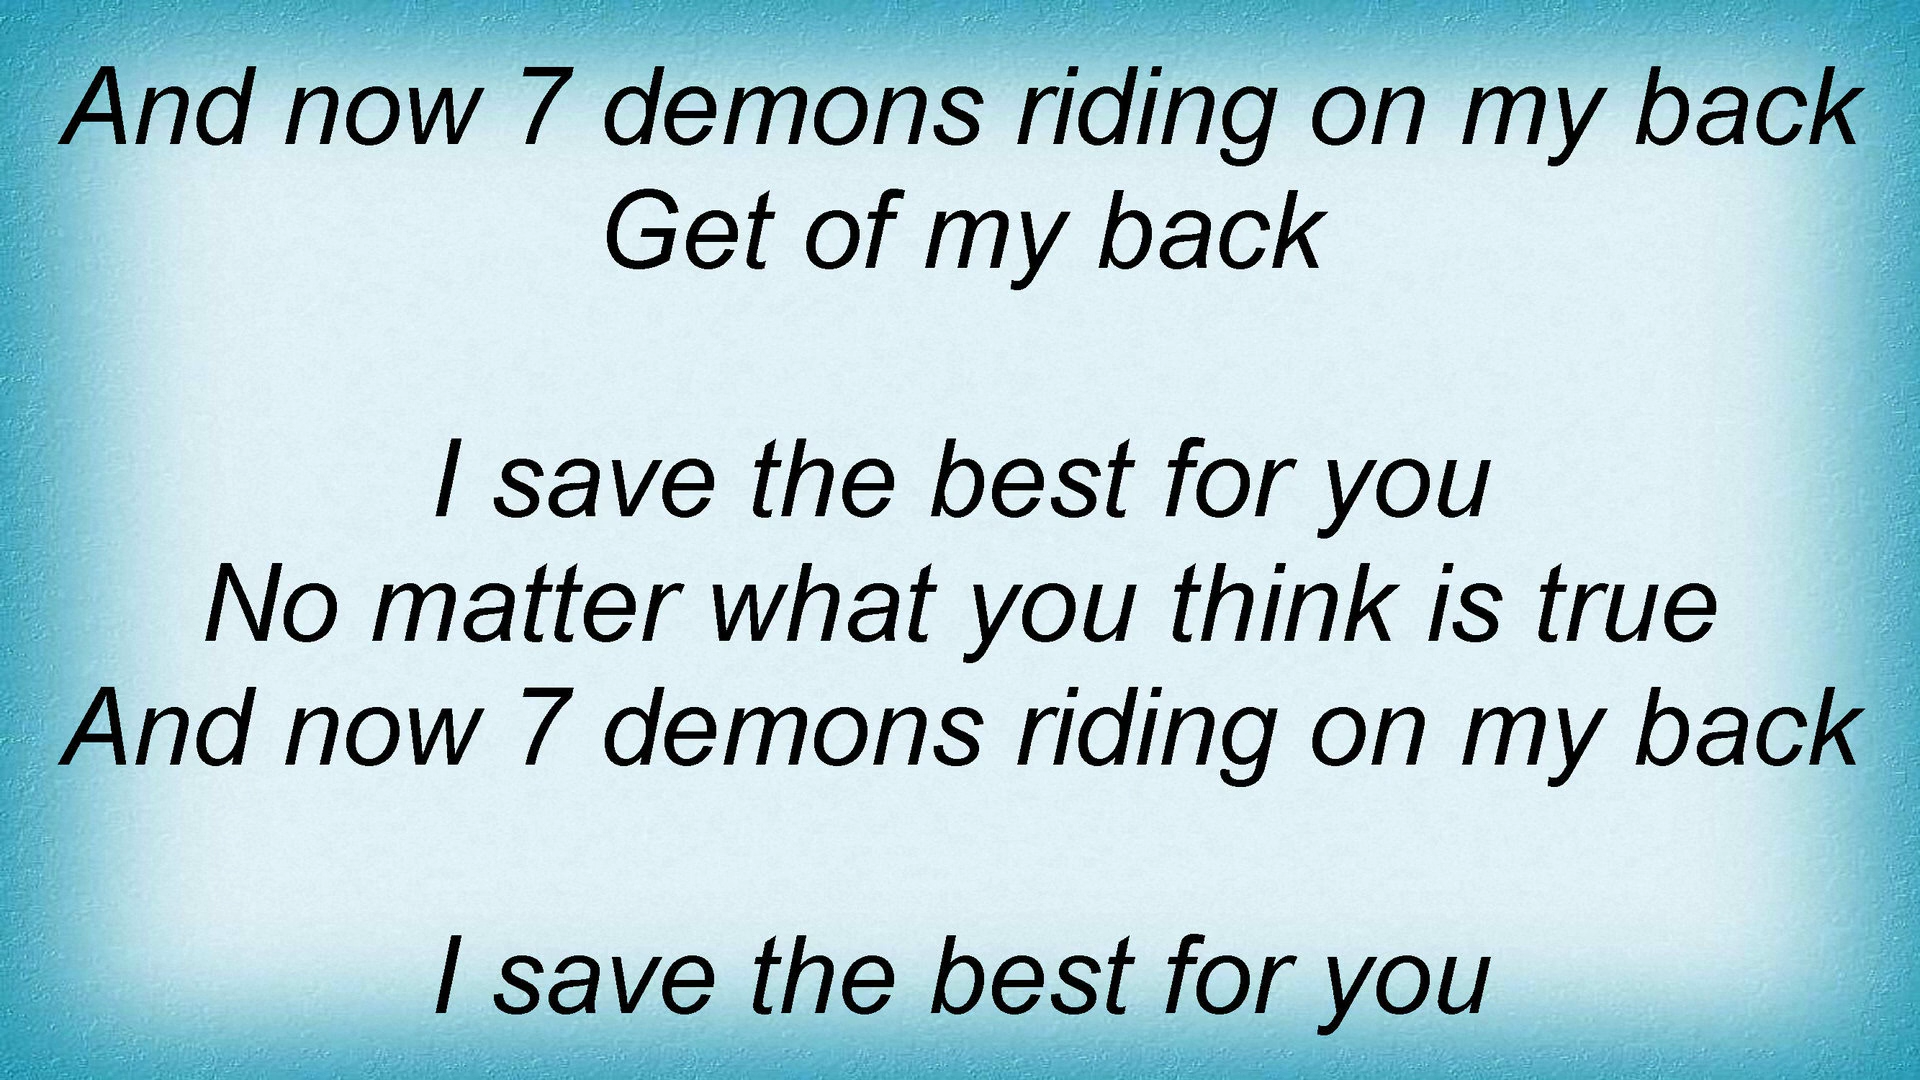 And now 7 demons riding on my back
Get of my back
I save the best for you
No matter what you think is true
And now 7 demons riding on my back
I save the best for you